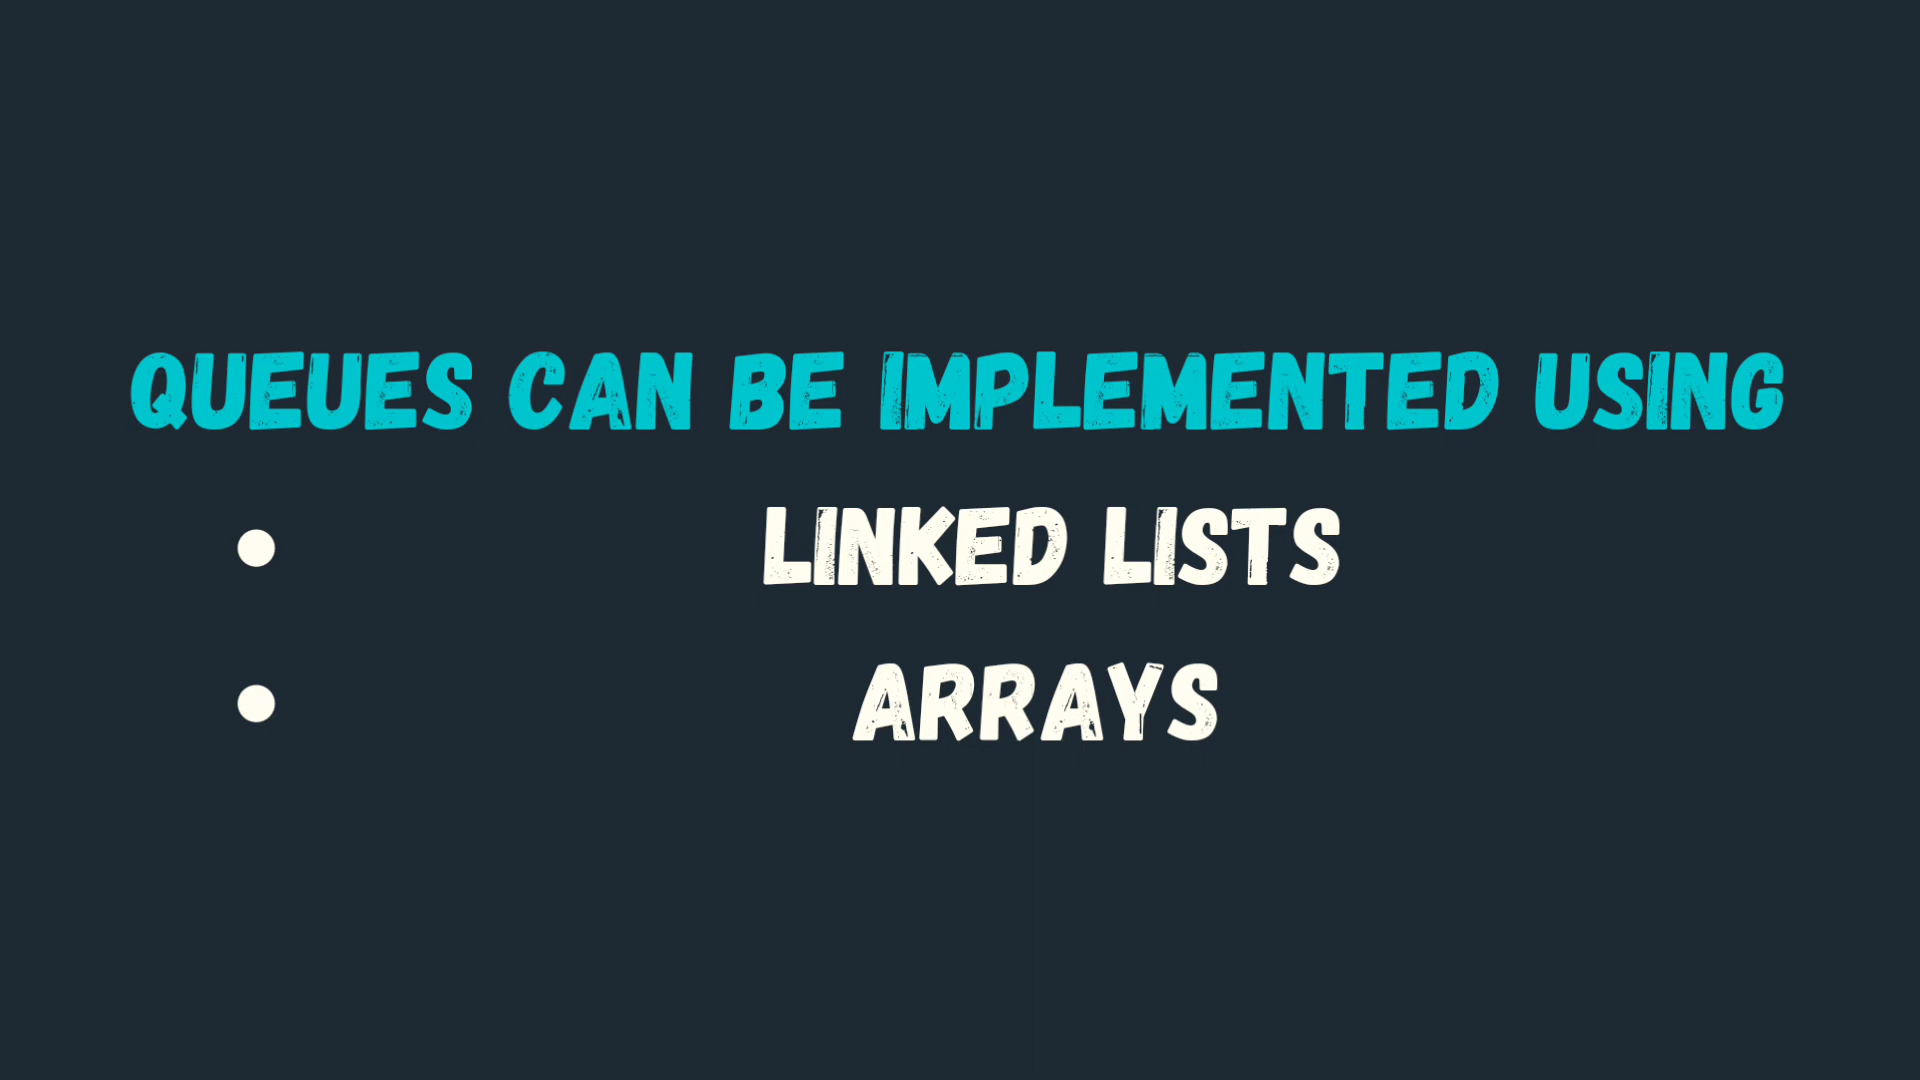 QUEUES CAN BE IMPLEMENTED USING
• LINKED LISTS
• ARRAYS